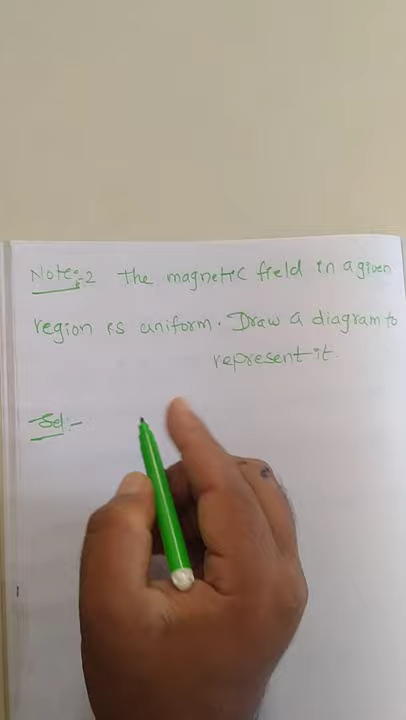 Note:-2 The magnetic field in a given
region is uniform. Draw a diagram to
represent it.
Sol:-